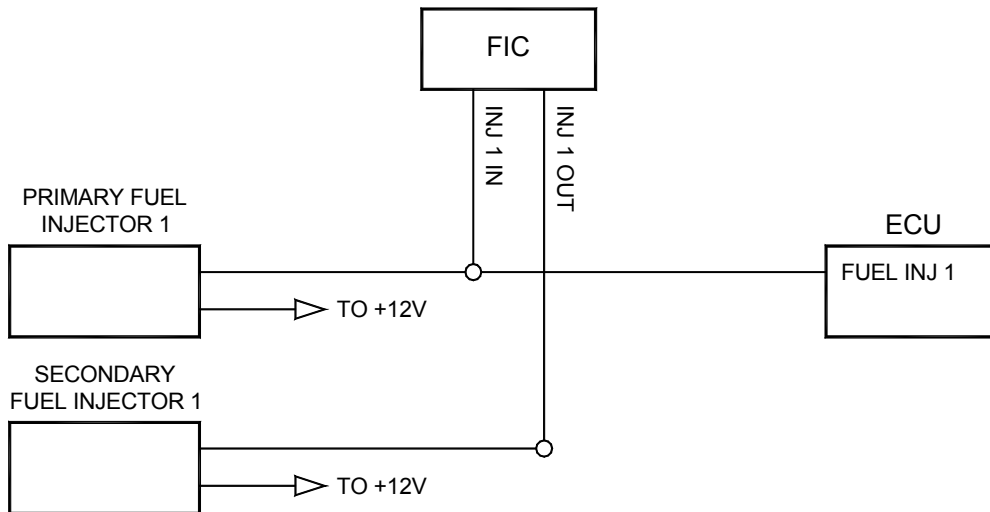 FIC
INJ 1 IN
INJ 1 OUT
PRIMARY FUEL
INJECTOR 1
ECU
FUEL INJ 1
TO +12V
SECONDARY
FUEL INJECTOR 1
TO +12V